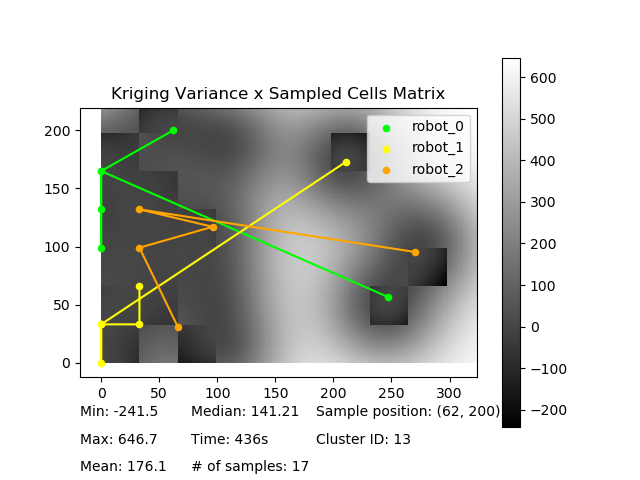 Kriging Variance x Sampled Cells Matrix
robot_0
robot_1
robot_2
200
150
100
50
0
0 50 100 150 200 250 300
600
500
400
300
200
100
0
−100
−200
Min: -241.5 Median: 141.21 Sample position: (62, 200)
Max: 646.7 Time: 436s Cluster ID: 13
Mean: 176.1 # of samples: 17